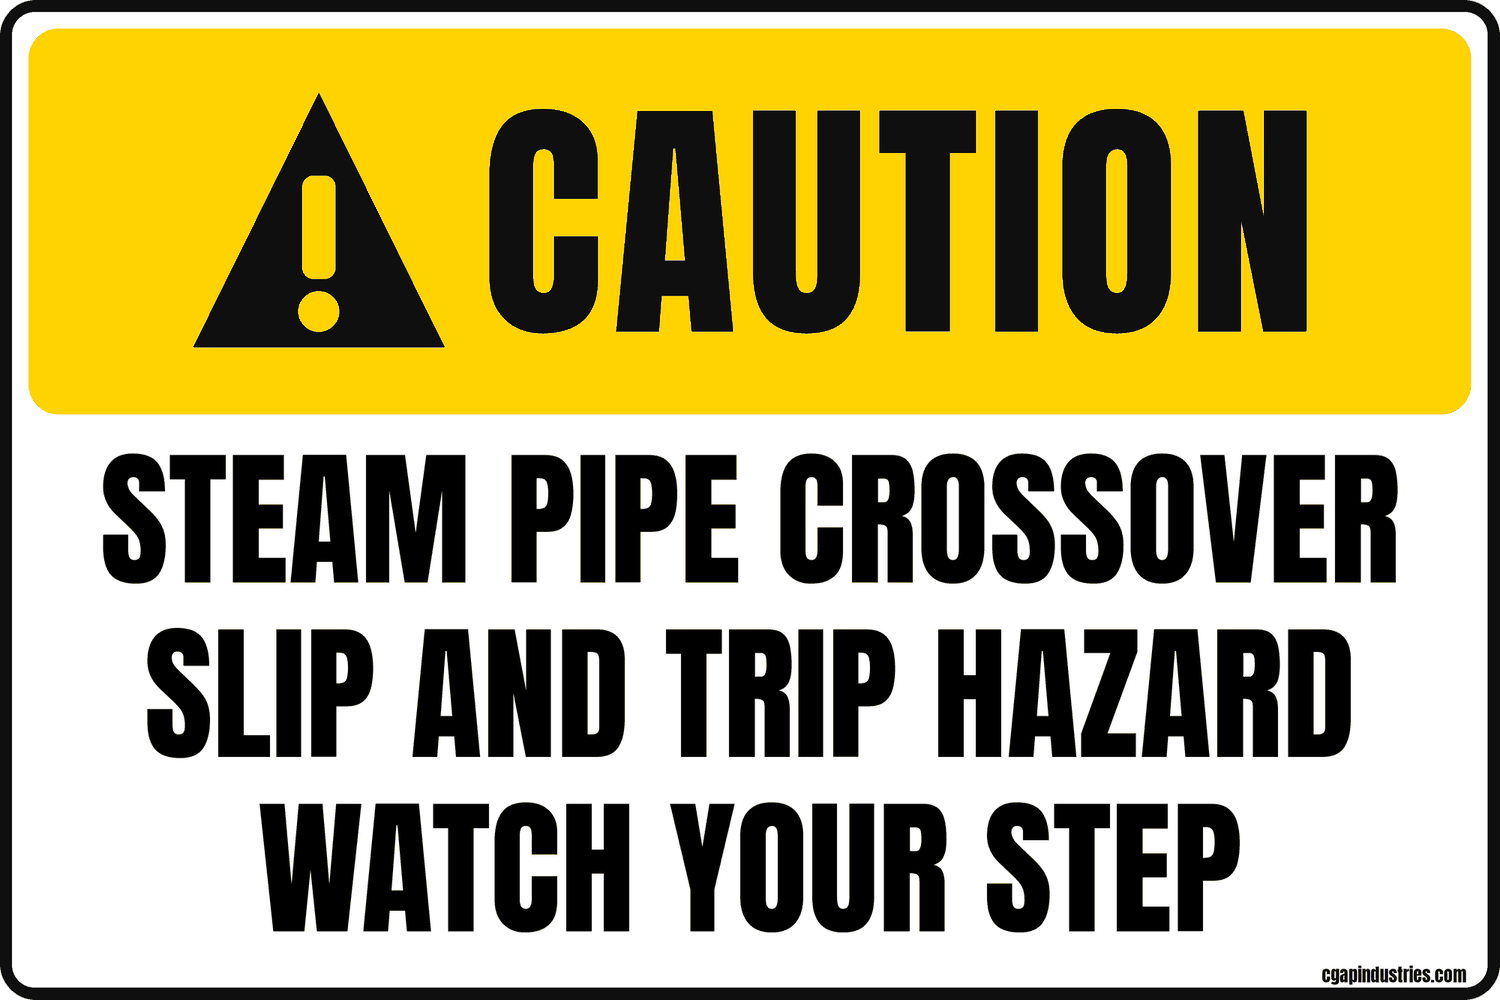 CAUTION
STEAM PIPE CROSSOVER
SLIP AND TRIP HAZARD
WATCH YOUR STEP
cgapindustries.com